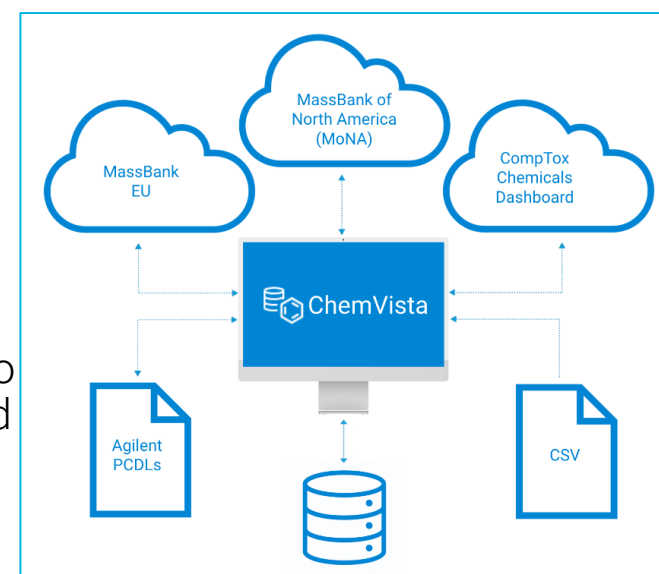 MassBank of
North America
(MoNA)
MassBank
EU
CompTox
Chemicals
Dashboard
ChemVista
o
d
Agilent
PCDLs
CSV